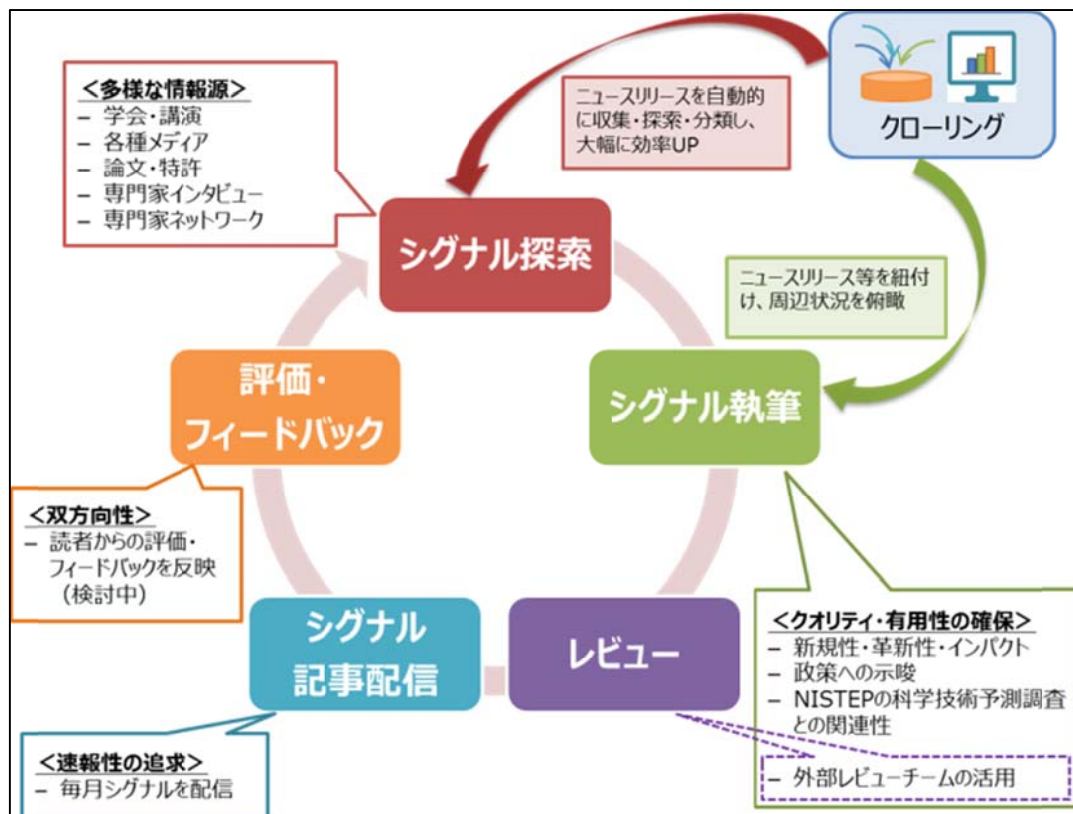 クローリング
ニュースリリースを自動的
に収集・探索・分類し、
大幅に効率UP
<多様な情報源>
− 学会・講演
− 各種メディア
− 論文・特許
− 専門家インタビュー
− 専門家ネットワーク
シグナル探索
ニュースリリース等を紐付
け、周辺状況を俯瞰
評価・
フィードバック
シグナル執筆
<双方向性>
− 読者からの評価・
フィードバックを反映
(検討中)
シグナル
記事配信
レビュー
<クオリティ・有用性の確保>
− 新規性・革新性・インパクト
− 政策への示唆
− NISTEPの科学技術予測調査
との関連性
− 外部レビューチームの活用
<速報性の追求>
− 毎月シグナルを配信